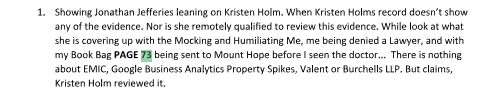 1. Showing Jonathan Jefferies leaning on Kristen Holm. When Kristen Holms record doesn't show
any of the evidence. Nor is she remotely qualified to review this evidence. While look at what
she is covering up with the Mocking and Humiliating Me, me being denied a Lawyer, and with
my Book Bag PAGE 73 being sent to Mount Hope before I seen the doctor... There is nothing
about EMIC, Google Business Analytics Property Spikes, Valent or Burchells LLP. But claims,
Kristen Holm reviewed it.